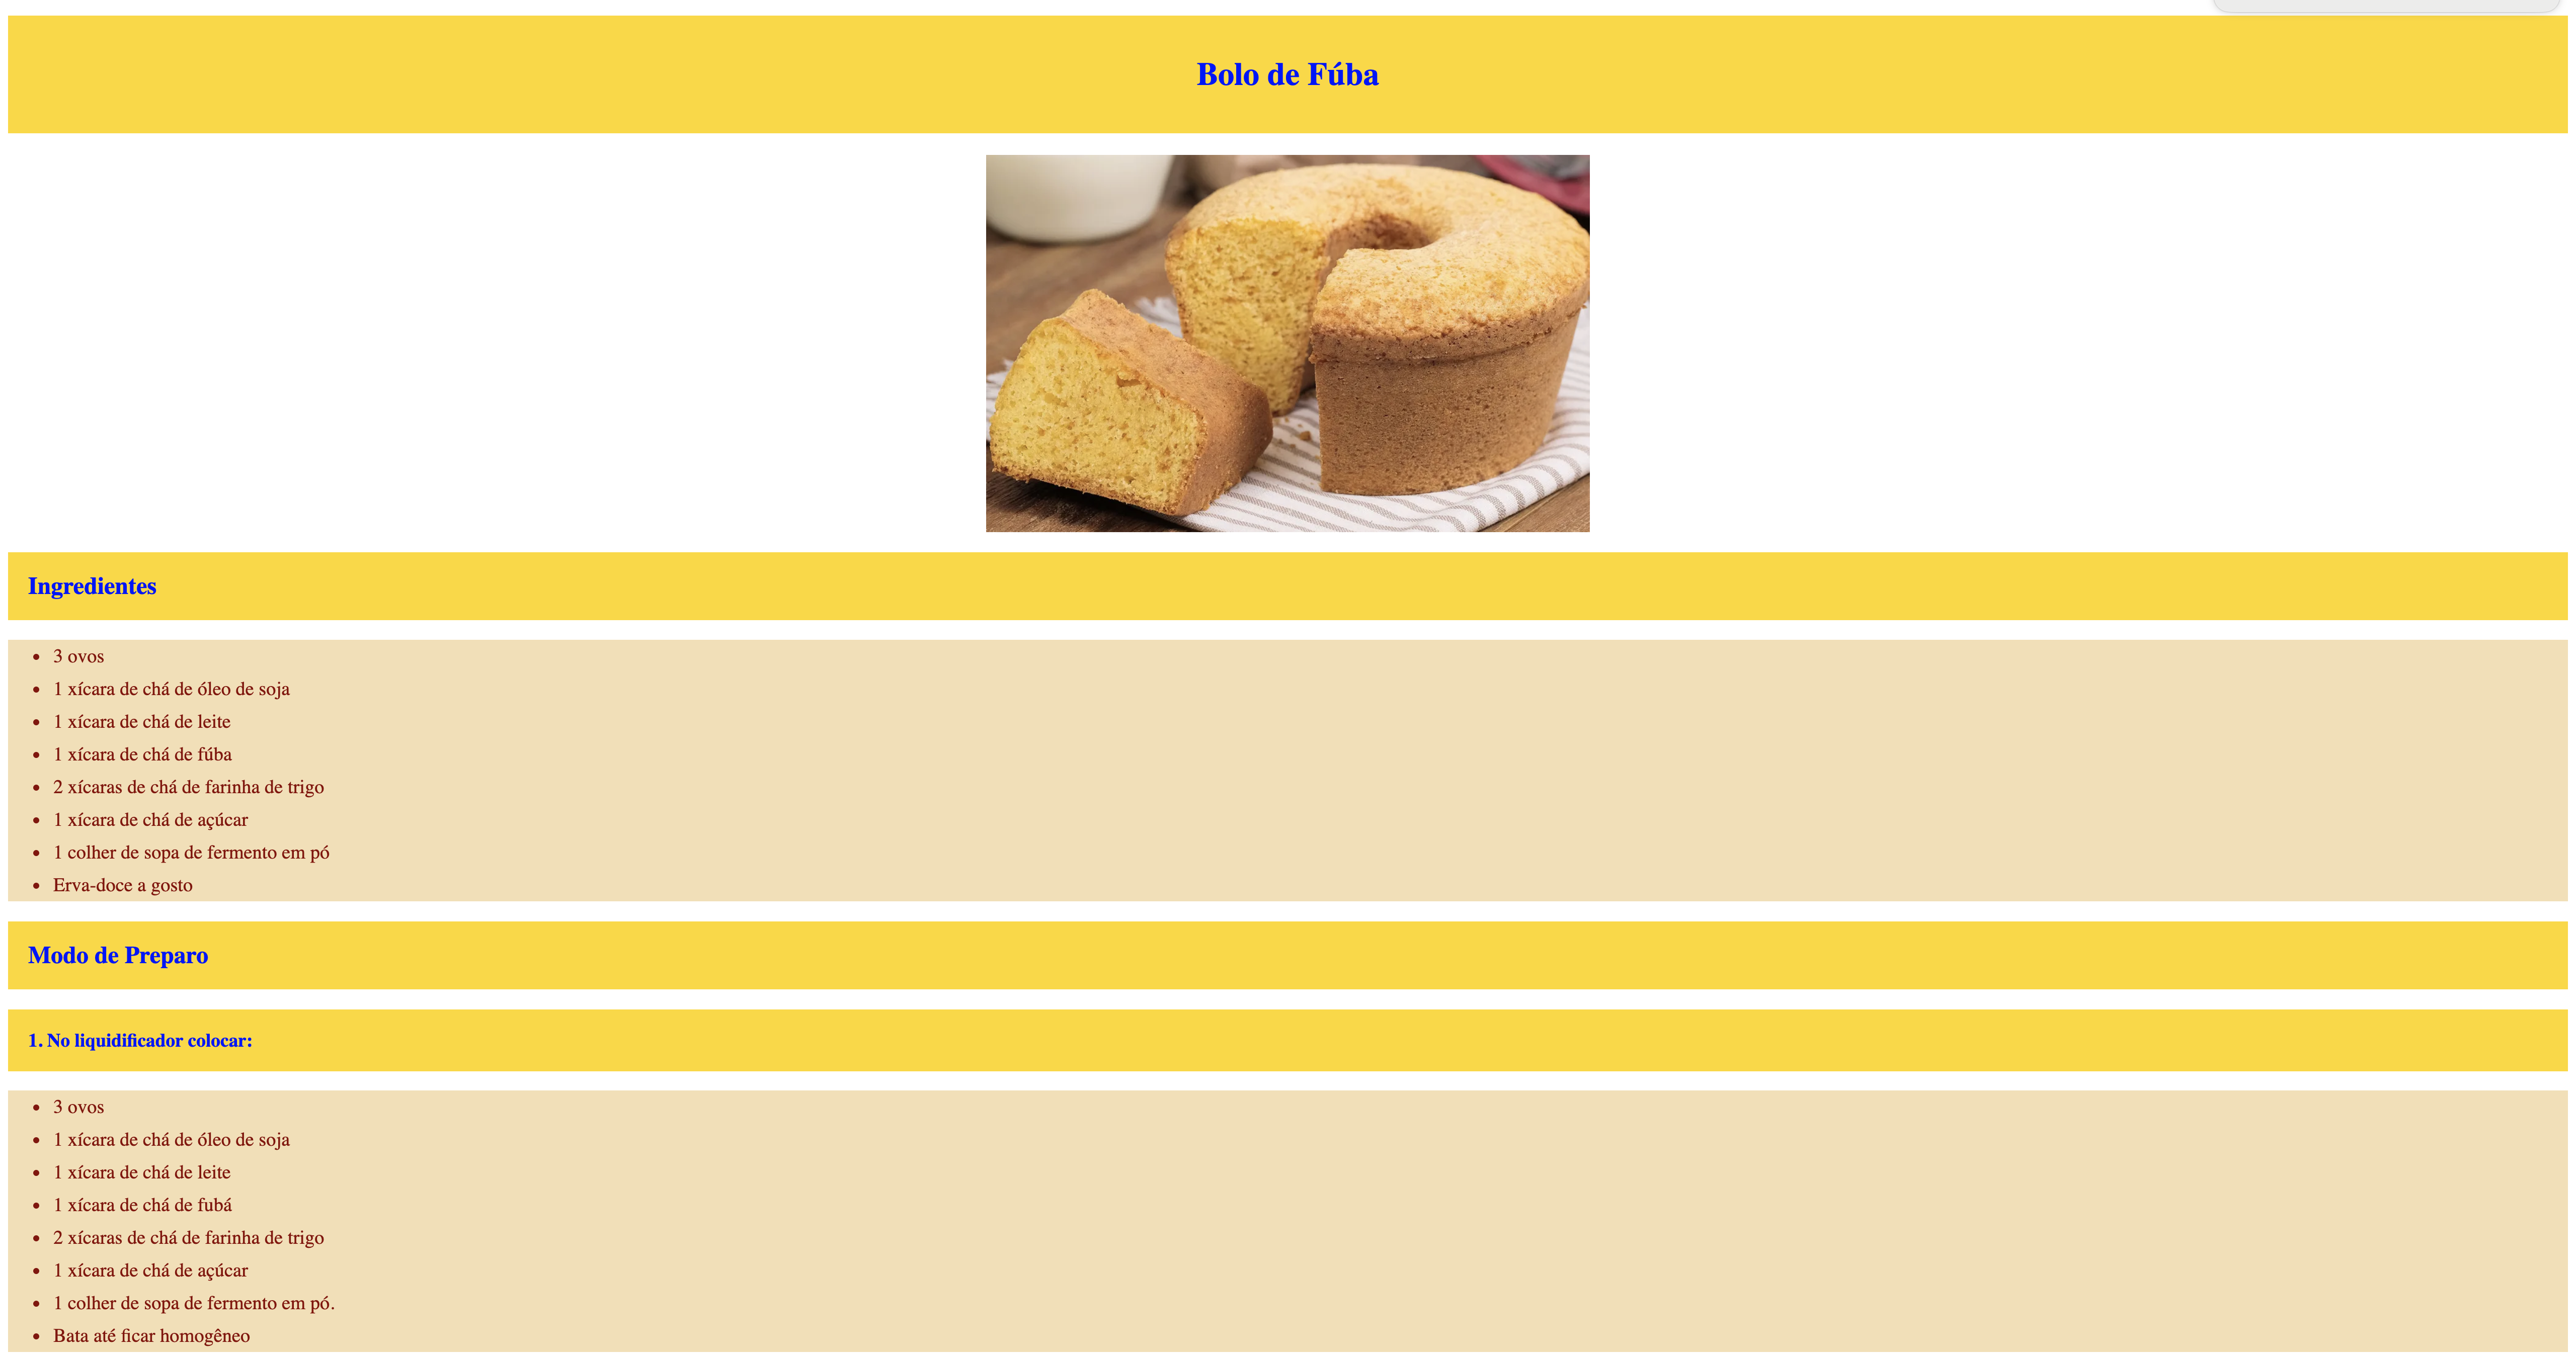 Bolo de Fúba
Ingredientes
3 ovos
1 xícara de chá de óleo de soja
1 xícara de chá de leite
1 xícara de chá de fúba
2 xícaras de chá de farinha de trigo
1 xícara de chá de açúcar
1 colher de sopa de fermento em pó
Erva-doce a gosto
Modo de Preparo
1. No liquidificador colocar:
3 ovos
1 xícara de chá de óleo de soja
1 xícara de chá de leite
1 xícara de chá de fubá
2 xícaras de chá de farinha de trigo
1 xícara de chá de açúcar
1 colher de sopa de fermento em pó.
Bata até ficar homogêneo